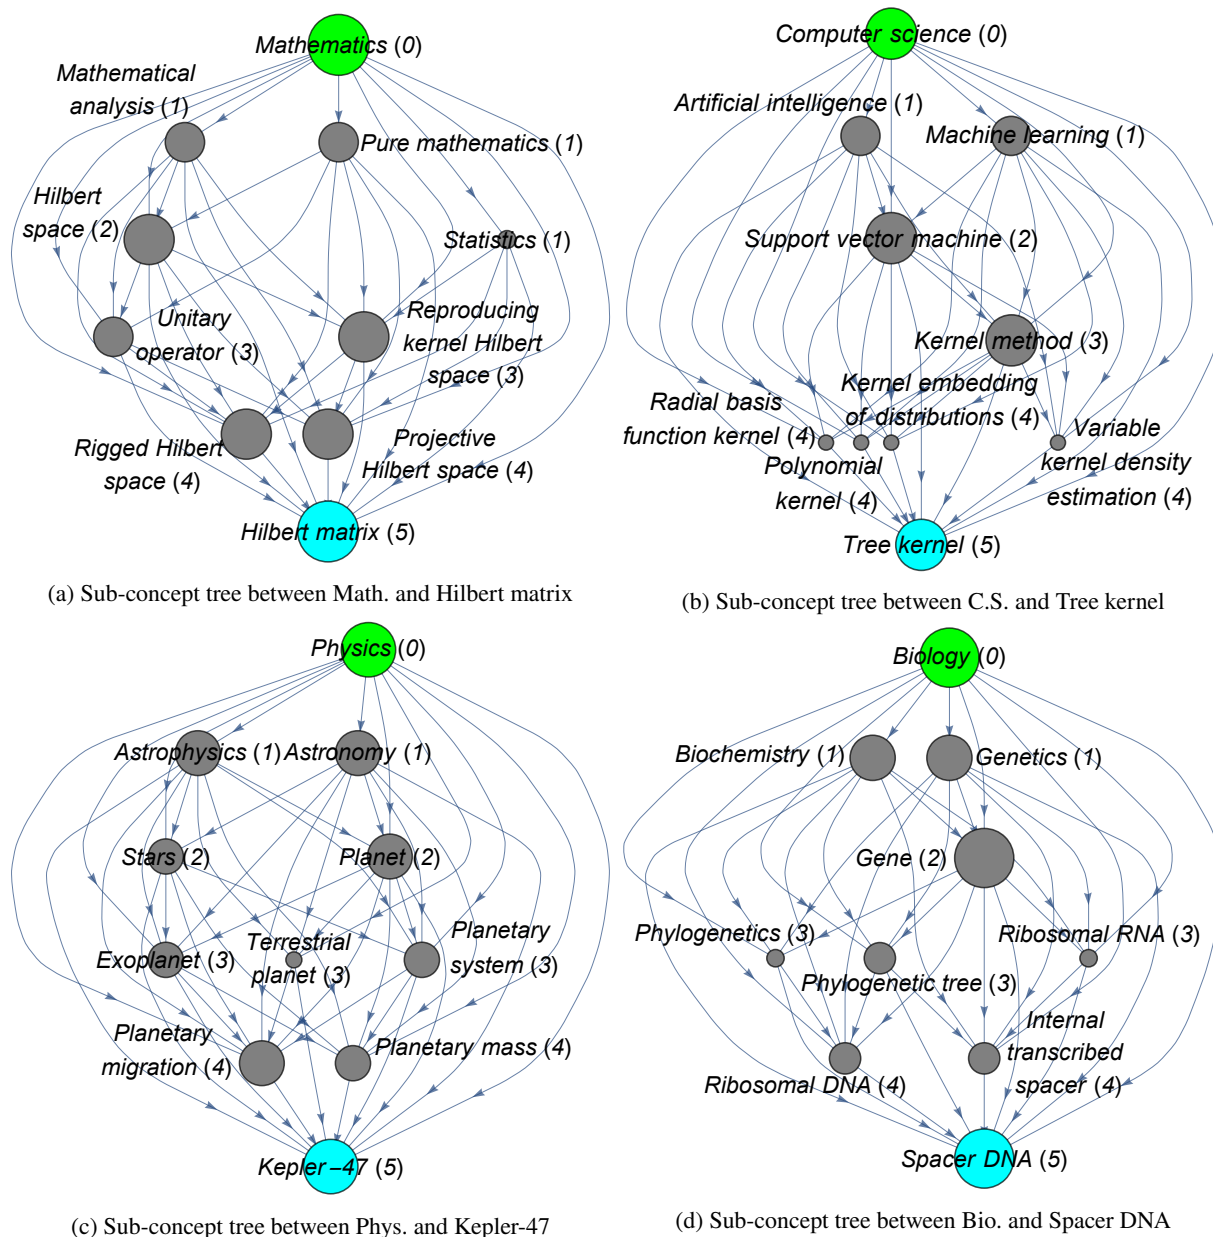 Mathematics (0)
Mathematical
analysis (1)
Pure mathematics (1)
Hilbert
space (2)
Statistics (1)
Unitary
operator (3)
Reproducing
kernel Hilbert
space (3)
Rigged Hilbert
space (4)
Projective
Hilbert space (4)
Hilbert matrix (5)
(a) Sub-concept tree between Math. and Hilbert matrix
Computer science (0)
Artificial intelligence (1)
Machine learning (1)
Support vector machine (2)
Kernel method (3)
Kernel embedding
of distributions (4)
Radial basis
function kernel (4)
Polynomial
kernel (4)
Variable
kernel density
estimation (4)
Tree kernel (5)
(b) Sub-concept tree between C.S. and Tree kernel
Physics (0)
Astrophysics (1)
Astronomy (1)
Stars (2)
Planet (2)
Exoplanet (3)
Terrestrial
planet (3)
Planetary
system (3)
Planetary
migration (4)
Planetary mass (4)
Kepler-47 (5)
(c) Sub-concept tree between Phys. and Kepler-47
Biology (0)
Biochemistry (1)
Genetics (1)
Gene (2)
Phylogenetics (3)
Ribosomal RNA (3)
Phylogenetic tree (3)
Internal
transcribed
spacer (4)
Ribosomal DNA (4)
Spacer DNA (5)
(d) Sub-concept tree between Bio. and Spacer DNA